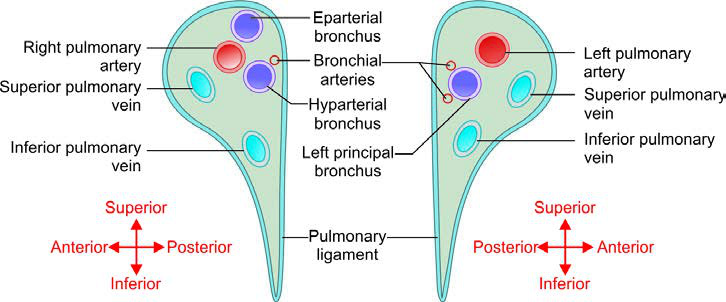 Eparterial
bronchus
Right pulmonary
artery
Bronchial
arteries
Superior pulmonary
vein
Hyparterial
bronchus
Inferior pulmonary
vein
Left principal
bronchus
Left pulmonary
artery
Superior pulmonary
vein
Inferior pulmonary
vein
Pulmonary
ligament
Superior
Anterior Posterior
Inferior
Superior
Posterior Anterior
Inferior